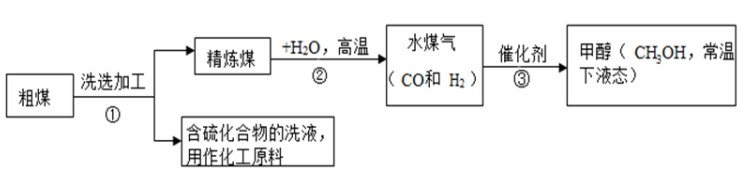 粗煤
洗选加工
①
精炼煤
含硫化合物的洗液，
用作化工原料
+H₂O，高温
②
水煤气
（CO和 H₂）
催化剂
③
甲醇（ CH₃OH，常温
下液态）